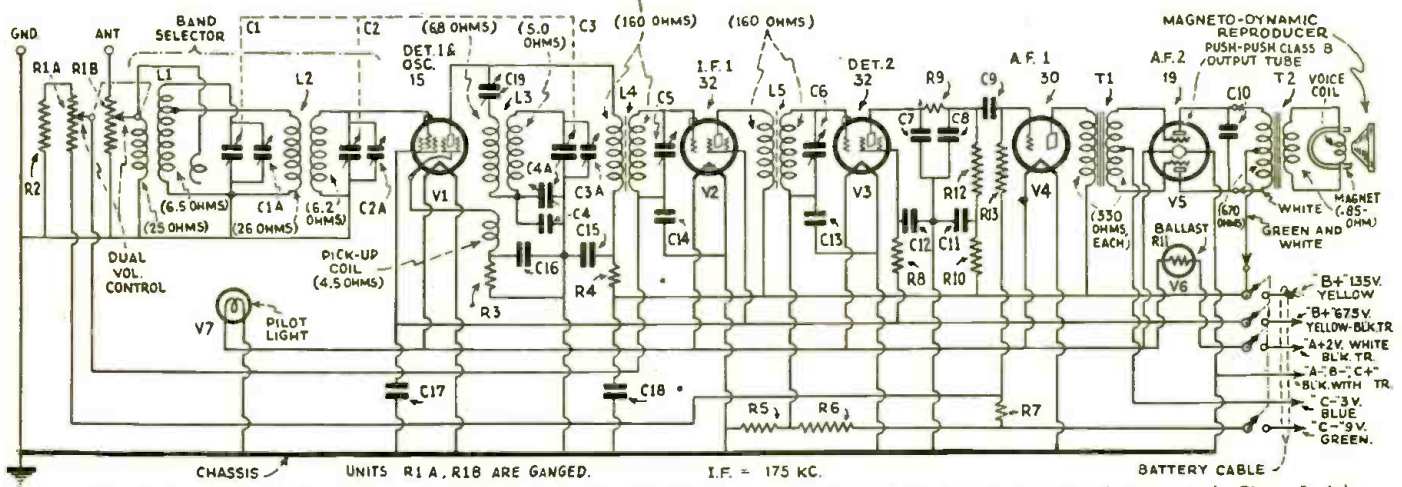 GND.
ANT
BAND
SELECTOR
R1A
R1B
L1
C1
L2
C2
(6.8
OHMS)
DET.1 &
OSC.
15
C19
L3
(5.0
OHMS)
C3
(160 OHMS)
L4
C5
I.F.1
32
(160 OHMS)
L5
C6
DET.2
32
R9
C7
C8
C9
A.F.1
30
T1
MAGNETO-DYNAMIC
REPRODUCER
PUSH-PUSH CLASS B
OUTPUT TUBE
A.F.2
19
C10
T2
VOICE
COIL
R2
(6.5 OHMS)
(25 OHMS)
C1A
(26 OHMS)
(6.2
OHMS)
C2A
V1
C4A
C3A
C4
C15
C16
C14
V2
C13
V3
C12
C11
R12
R13
R8
R10
V4
(330
OHMS,
EACH)
V5
BALLAST
R11
V6
(670
OHMS)
WHITE
GREEN AND
WHITE
MAGNET
(.85-
OHM)
DUAL
VOL.
CONTROL
PICK-UP
COIL
(4.5 OHMS)
R3
R4
V7
PILOT
LIGHT
C17
C18
R5
R6
R7
"B+" 135V.
YELLOW
"B+" 67.5V.
YELLOW-BLK.TR.
"A+2V. WHITE
BLK. TR.
"A-","B-","C+"
BLK. WITH TR.
"C-" 3V.
BLUE
"C-" 9V.
GREEN.
CHASSIS
UNITS R1A, R1B ARE GANGED.
I.F. = 175 KC.
BATTERY CABLE